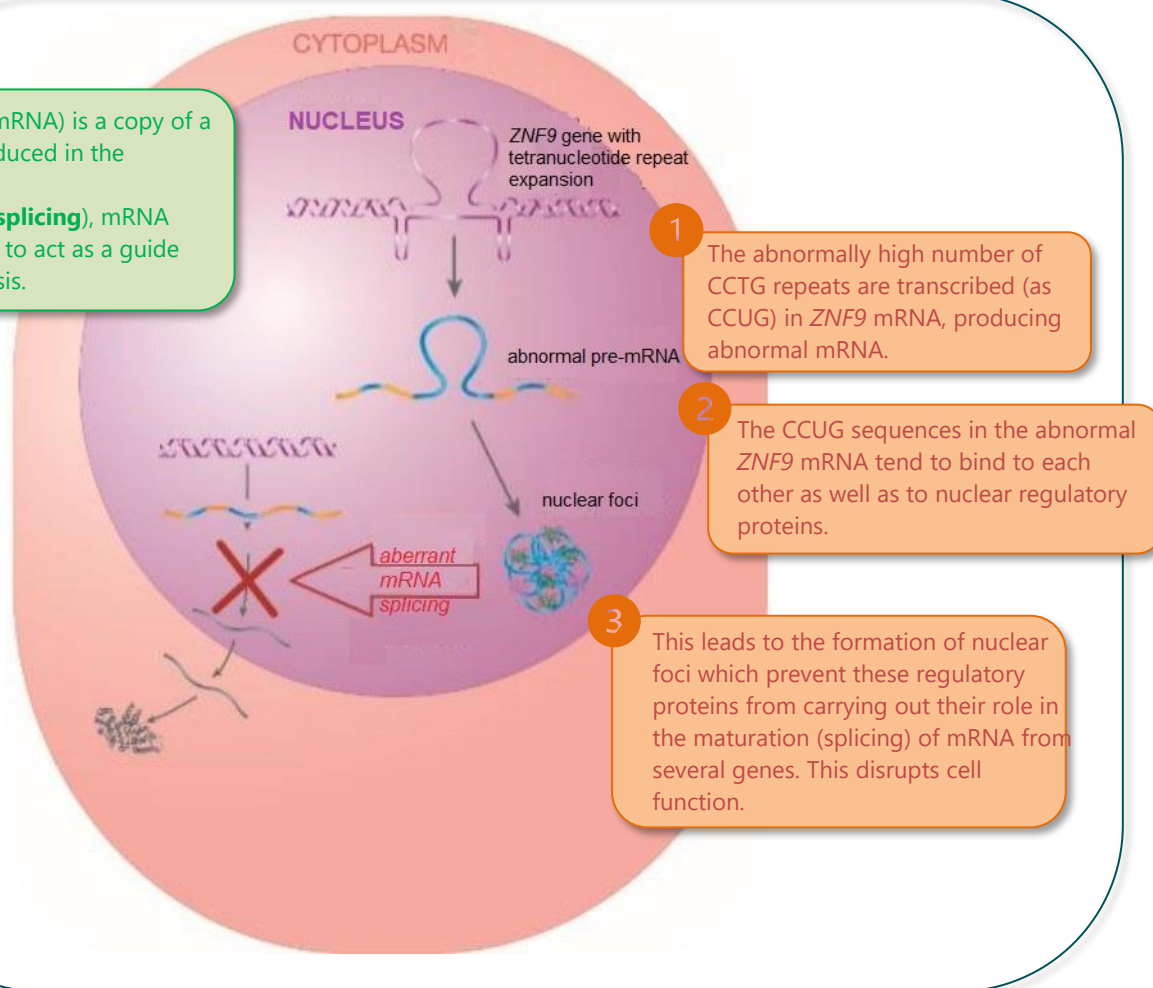 CYTOPLASM
mRNA) is a copy of a
duced in the
splicing), mRNA
to act as a guide
sis.
NUCLEUS
ZNF9 gene with
tetranucleotide repeat
expansion
1
The abnormally high number of
CCTG repeats are transcribed (as
CCUG) in ZNF9 mRNA, producing
abnormal mRNA.
abnormal pre-mRNA
2
The CCUG sequences in the abnormal
ZNF9 mRNA tend to bind to each
other as well as to nuclear regulatory
proteins.
nuclear foci
aberrant
mRNA
splicing
3
This leads to the formation of nuclear
foci which prevent these regulatory
proteins from carrying out their role in
the maturation (splicing) of mRNA from
several genes. This disrupts cell
function.